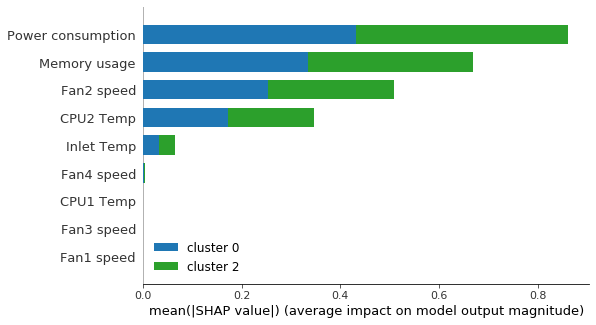 Power consumption
Memory usage
Fan2 speed
CPU2 Temp
Inlet Temp
Fan4 speed
CPU1 Temp
Fan3 speed
Fan1 speed
cluster 0
cluster 2
0.0 0.2 0.4 0.6 0.8
mean(|SHAP value|) (average impact on model output magnitude)